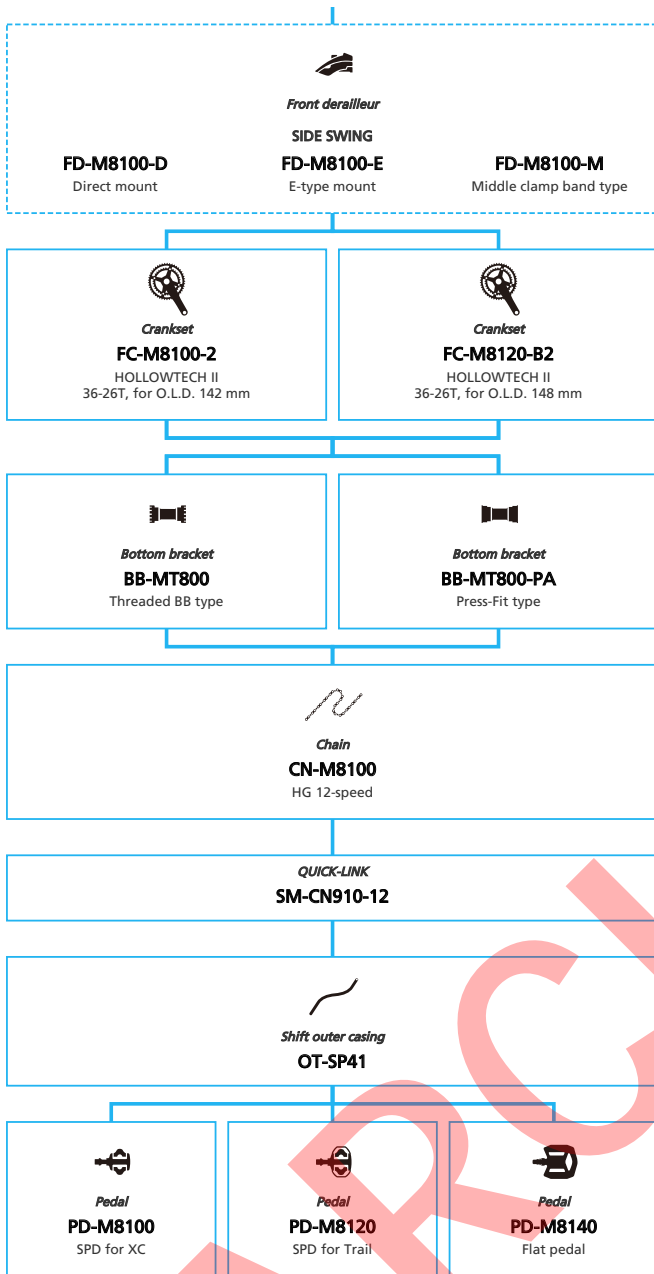 Front derailleur
SIDE SWING
FD-M8100-D
Direct mount
FD-M8100-E
E-type mount
FD-M8100-M
Middle clamp band type
Crankset
FC-M8100-2
HOLLOWTECH II
36-26T, for O.L.D. 142 mm
Crankset
FC-M8120-B2
HOLLOWTECH II
36-26T, for O.L.D. 148 mm
Bottom bracket
BB-MT800
Threaded BB type
Bottom bracket
BB-MT800-PA
Press-Fit type
Chain
CN-M8100
HG 12-speed
QUICK-LINK
SM-CN910-12
Shift outer casing
OT-SP41
Pedal
PD-M8100
SPD for XC
Pedal
PD-M8120
SPD for Trail
Pedal
PD-M8140
Flat pedal